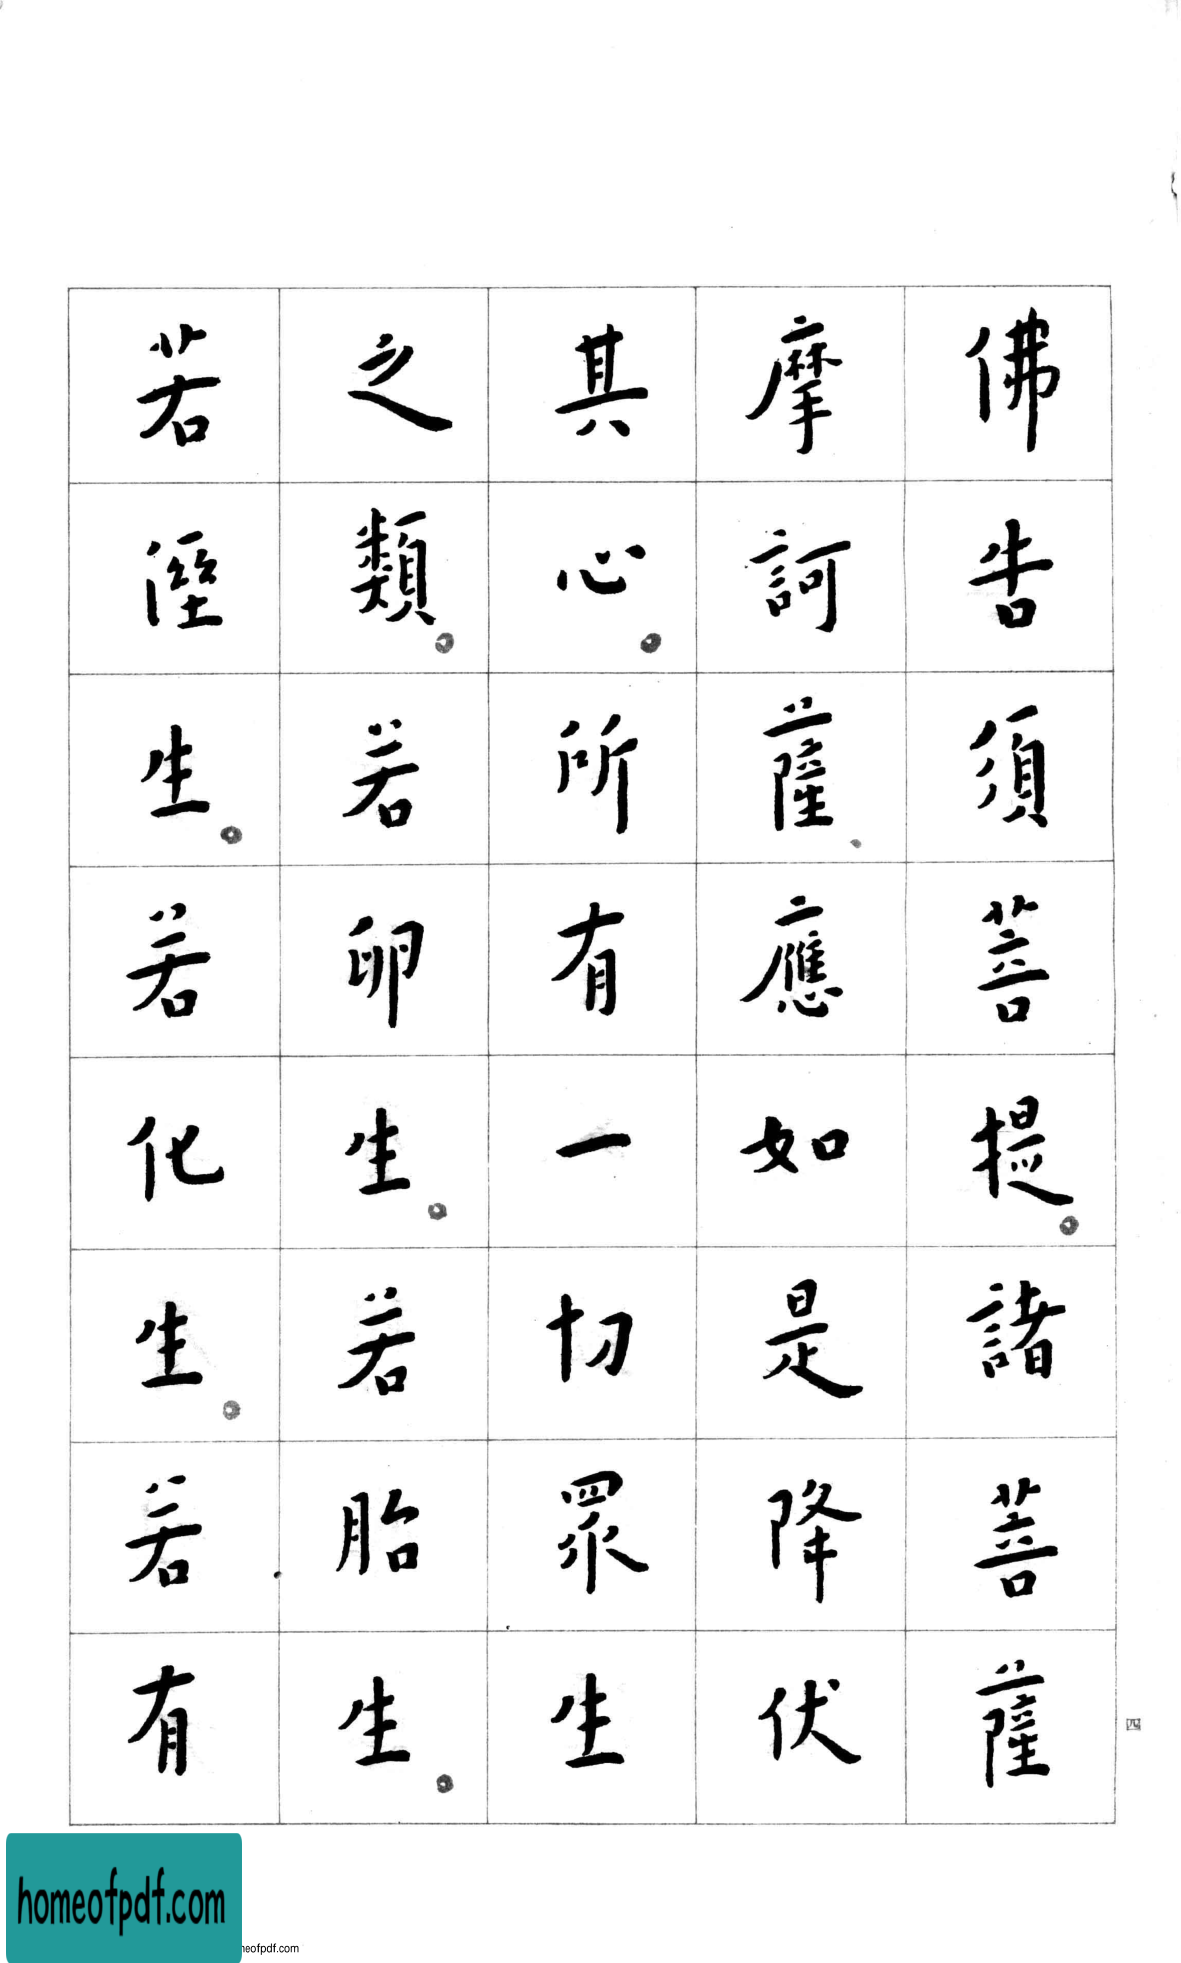 佛告須菩提。諸菩薩
摩訶薩、應如是降伏
其心。所有一切眾生
之類。若卵生。若胎生。
若溼生。若化生。若有
四
homeofpdf.com
neofpdf.com